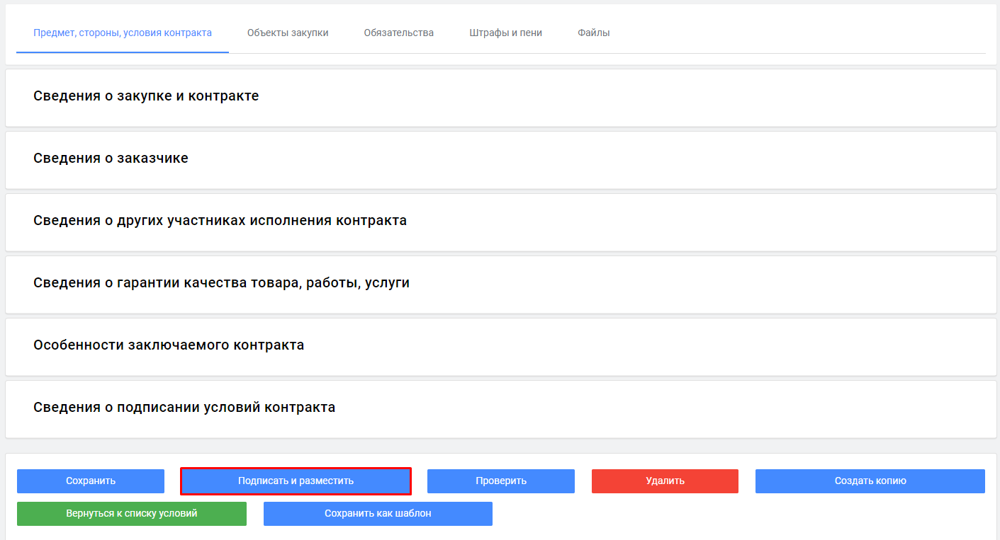 Предмет, стороны, условия контракта Объекты закупки Обязательства Штрафы и пени Файлы
Сведения о закупке и контракте
Сведения о заказчике
Сведения о других участниках исполнения контракта
Сведения о гарантии качества товара, работы, услуги
Особенности заключаемого контракта
Сведения о подписании условий контракта
Сохранить Подписать и разместить Проверить Удалить Создать копию
Вернуться к списку условий Сохранить как шаблон